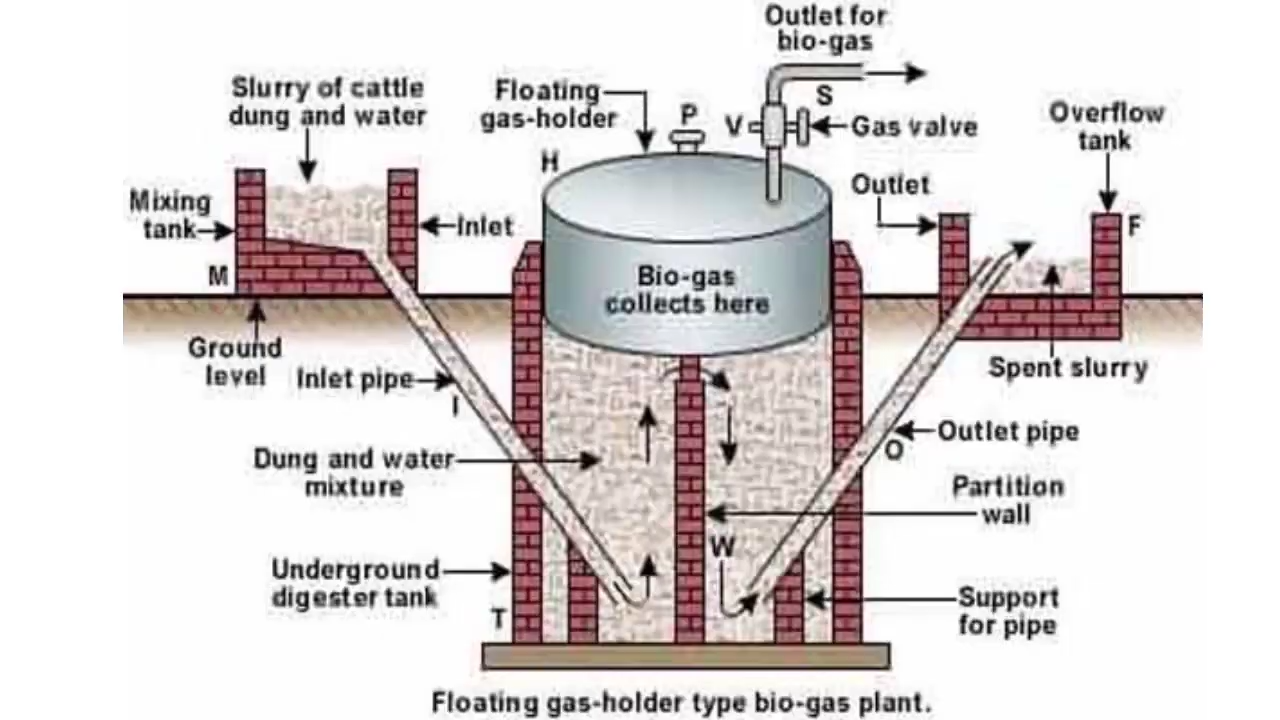 Outlet for
bio-gas
S
Slurry of cattle
dung and water
Floating
gas-holder
P
V
Gas valve
Overflow
tank
H
Outlet
Mixing
tank
Inlet
F
M
Bio-gas
collects here
Ground
level
Inlet pipe
I
Spent slurry
Outlet pipe
O
Dung and water
mixture
Partition
wall
W
Underground
digester tank
T
Support
for pipe
Floating gas-holder type bio-gas plant.